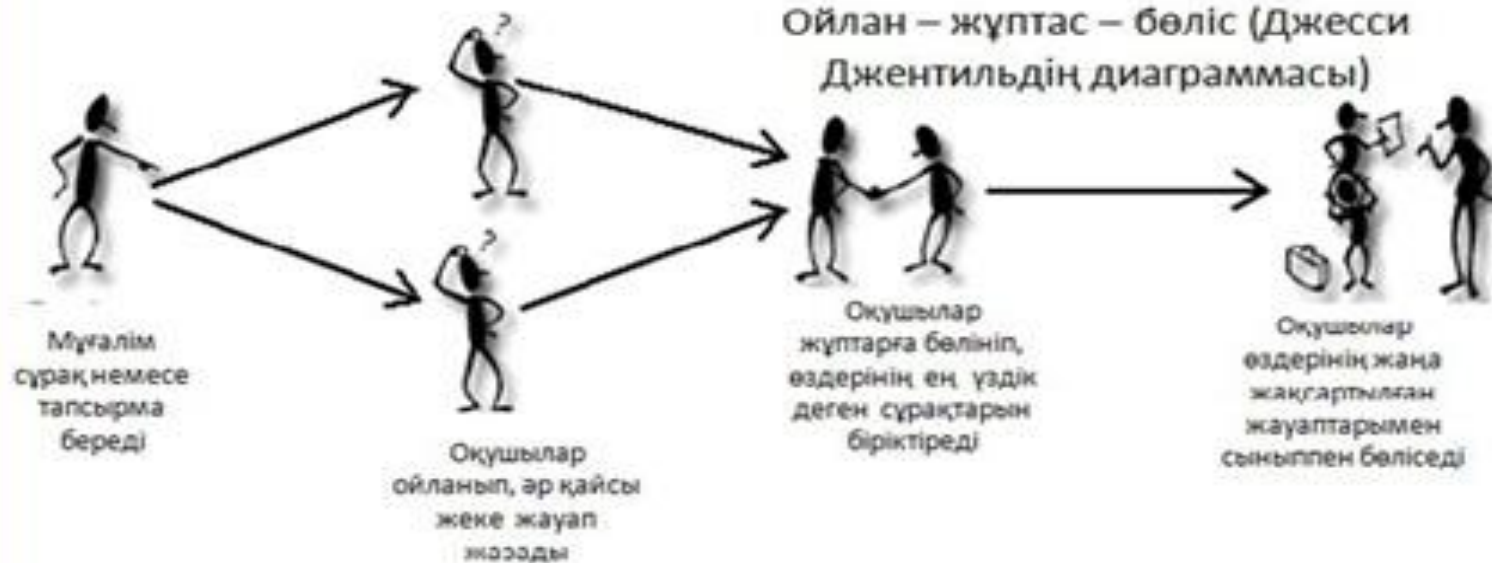 Ойлан – жұптас – бөліс (Джесси
Джентильдің диаграммасы)
?
?
Мұғалім
сұрақ немесе
тапсырма
береді
Оқушылар
ойланып, әр қайсы
жеке жауап
жазады
Оқушылар
жұптарға бөлініп,
өздерінің ең үздік
деген сұрақтарын
біріктіреді
Оқушылар
өздерінің жаңа
жақсартылған
жауаптарымен
сыныппен бөліседі